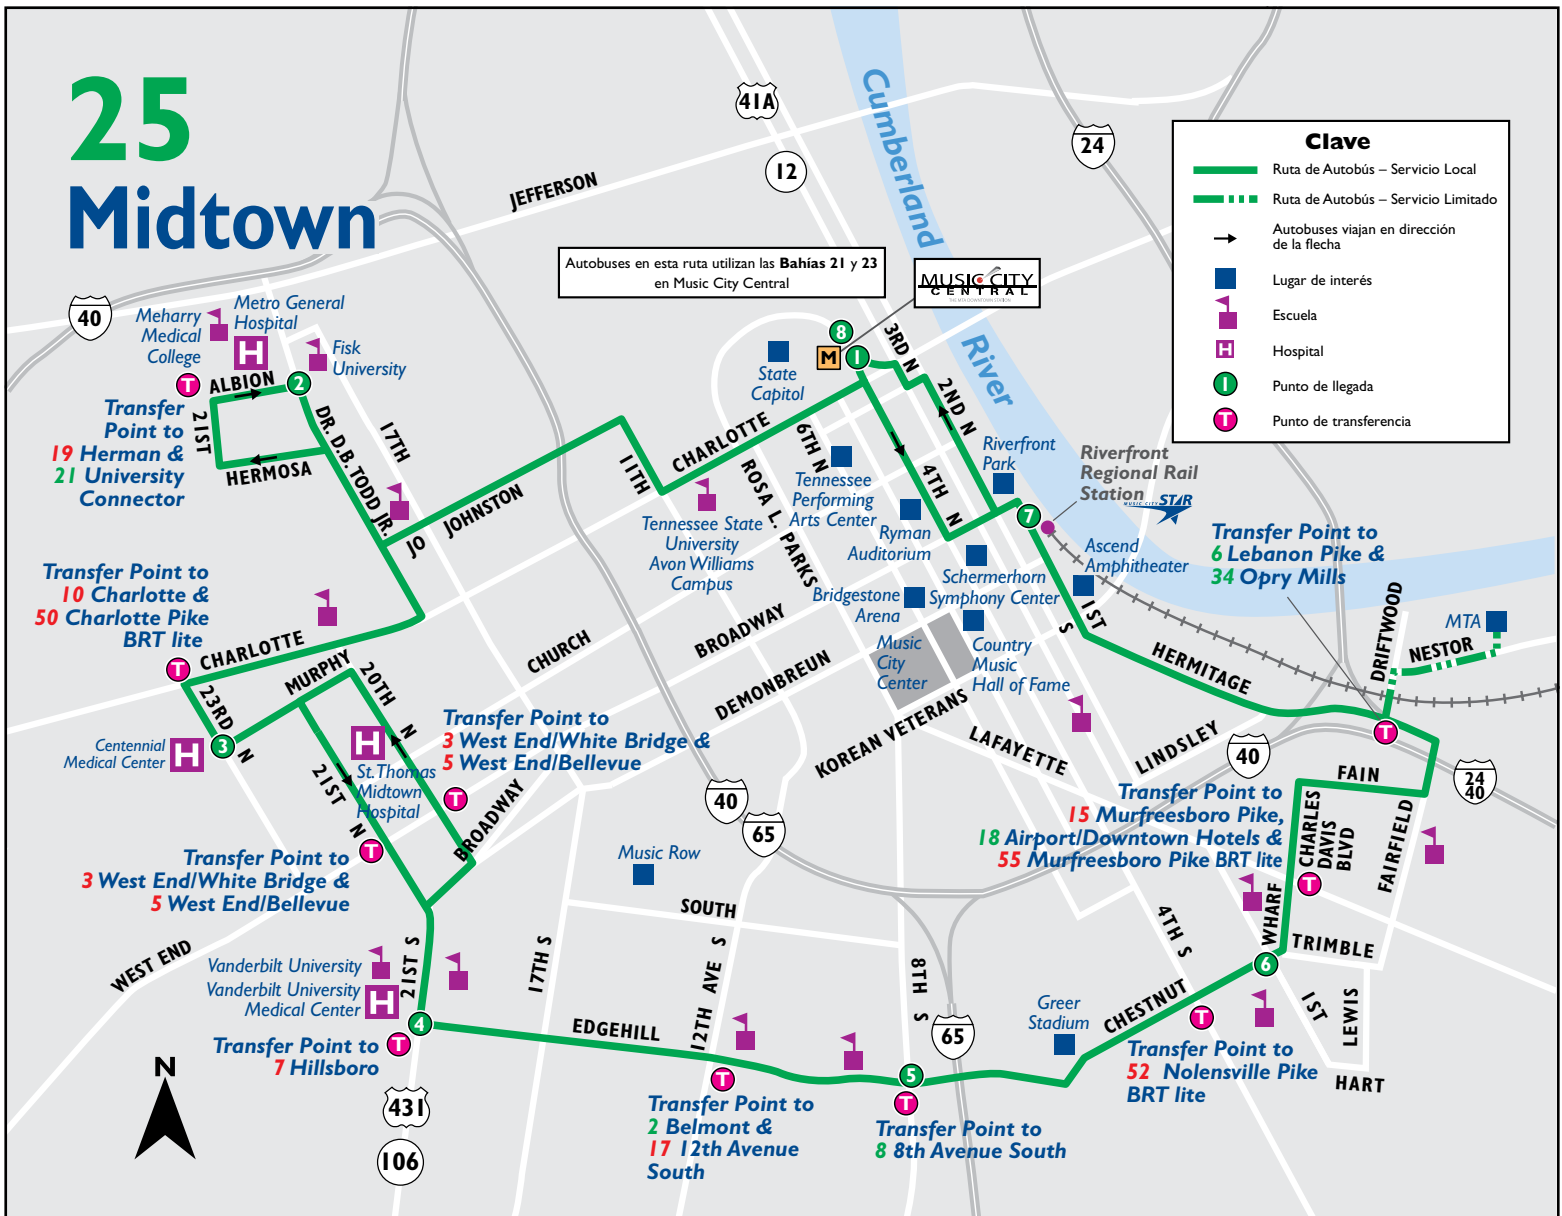 25
Midtown
41A
12
24
40
JEFFERSON
Cumberland
River
Clave
Ruta de Autobús – Servicio Local
Ruta de Autobús – Servicio Limitado
Autobuses viajan en dirección
de la flecha
Lugar de interés
Escuela
H Hospital
1 Punto de llegada
T Punto de transferencia
Autobuses en esta ruta utilizan las Bahías 21 y 23
en Music City Central
MUSIC CITY
CENTRAL
8
M
1
State
Capitol
3RD N
2ND N
Meharry
Medical
College
Metro General
Hospital
H
Fisk
University
T
ALBION
2
21ST
HERMOSA
DR. D.B. TODD JR.
17TH
Transfer
Point to
19 Herman &
21 University
Connector
JO JOHNSTON
11TH
CHARLOTTE
6TH N
ROSA L. PARKS
4TH N
Tennessee State
University
Avon Williams
Campus
Tennessee
Performing
Arts Center
Ryman
Auditorium
Riverfront
Park
Riverfront
Regional Rail
Station
MUSIC CITY STAR
7
Schermerhorn
Symphony Center
Bridgestone
Arena
Ascend
Amphitheater
Music
City
Center
Country
Music
Hall of Fame
1ST S
Transfer Point to
6 Lebanon Pike &
34 Opry Mills
DRIFTWOOD
NESTOR
MTA
HERMITAGE
T
Transfer Point to
10 Charlotte &
50 Charlotte Pike
BRT lite
T
CHARLOTTE
MURPHY
20TH N
23RD N
CHURCH
BROADWAY
DEMONBREUN
KOREAN VETERANS
LAFAYETTE
LINDSLEY
40
24
40
Centennial
Medical Center
H
3
21ST N
H
St. Thomas
Midtown
Hospital
Transfer Point to
3 West End/White Bridge &
5 West End/Bellevue
T
BROADWAY
40
65
FAIN
CHARLES
DAVIS
BLVD
FAIRFIELD
Transfer Point to
15 Murfreesboro Pike,
18 Airport/Downtown Hotels &
55 Murfreesboro Pike BRT lite
T
T
Transfer Point to
3 West End/White Bridge &
5 West End/Bellevue
Music Row
SOUTH
WEST END
Vanderbilt University
Vanderbilt University
Medical Center
H
21ST S
17TH S
12TH AVE S
8TH S
4TH S
WHARF
TRIMBLE
6
1ST
LEWIS
HART
4
T
Transfer Point to
7 Hillsboro
EDGEHILL
65
Greer
Stadium
CHESTNUT
T
Transfer Point to
52 Nolensville Pike
BRT lite
N
431
106
T
Transfer Point to
2 Belmont &
17 12th Avenue
South
5
T
Transfer Point to
8 8th Avenue South